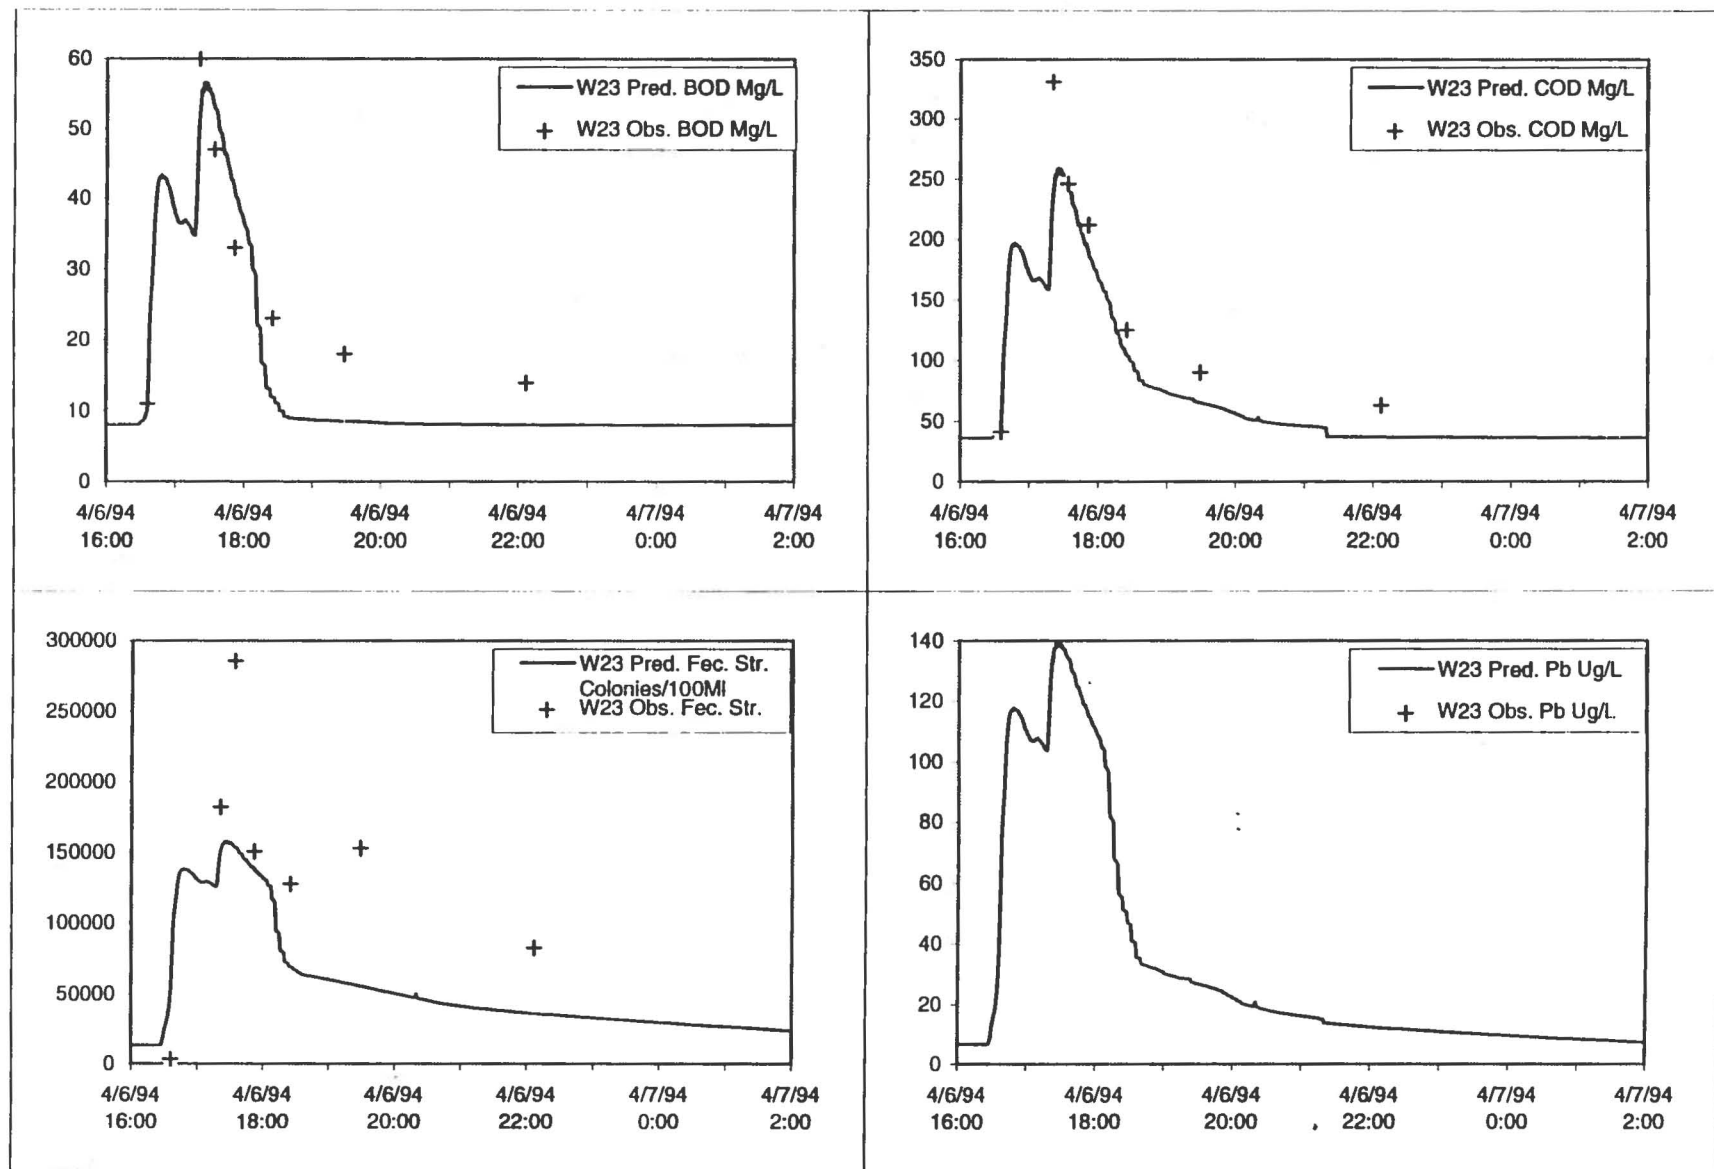 60
50
40
30
20
10
0
W23 Pred. BOD Mg/L
+ W23 Obs. BOD Mg/L
4/6/94 4/6/94 4/6/94 4/6/94 4/7/94 4/7/94
16:00 18:00 20:00 22:00 0:00 2:00
350
300
250
200
150
100
50
0
W23 Pred. COD Mg/L
+ W23 Obs. COD Mg/L
4/6/94 4/6/94 4/6/94 4/6/94 4/7/94 4/7/94
16:00 18:00 20:00 22:00 0:00 2:00
300000
250000
200000
150000
100000
50000
0
W23 Pred. Fec. Str.
Colonies/100Ml
+ W23 Obs. Fec. Str.
4/6/94 4/6/94 4/6/94 4/6/94 4/7/94 4/7/94
16:00 18:00 20:00 22:00 0:00 2:00
140
120
100
80
60
40
20
0
W23 Pred. Pb Ug/L
+ W23 Obs. Pb Ug/L
4/6/94 4/6/94 4/6/94 4/6/94 4/7/94 4/7/94
16:00 18:00 20:00 22:00 0:00 2:00